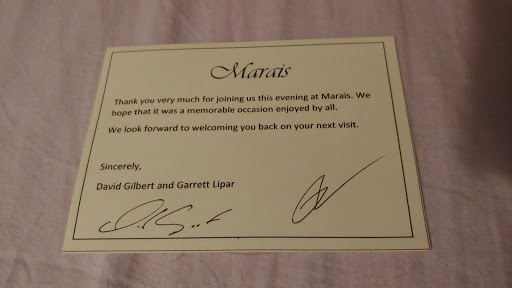 Marais
Thank you very much for joining us this evening at Marais. We
hope that it was a memorable occasion enjoyed by all.
We look forward to welcoming you back on your next visit.
Sincerely,
David Gilbert and Garrett Lipar